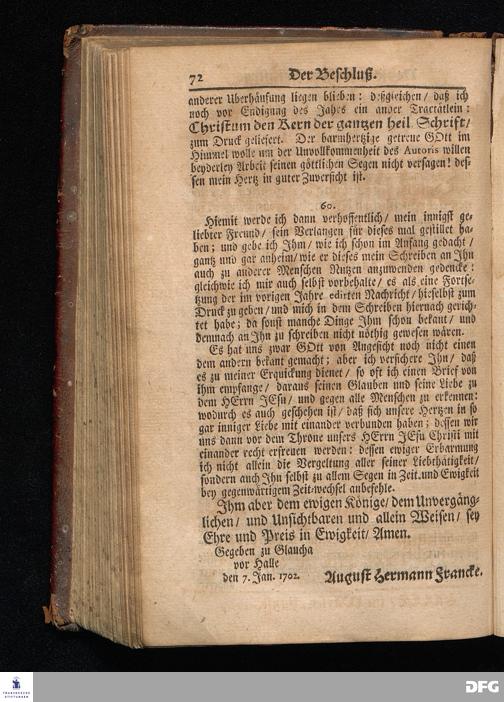 72 Der Beschluß.
anderer Uberhäufung liegen blieben: deßgleichen/ daß ich
noch vor Endigung des Jahrs ein ander Tractätlein:
Christum den Kern der gantzen heil. Schrift/
zum Druck geliefert. Der barmhertzige getreue GOtt im
Himmel wolle um der Unvollkommenheit des Autoris willen
beyderley Arbeit seinen göttlichen Segen nicht versagen! des-
sen mein Hertz in guter Zuversicht ist.
60.
Hiemit werde ich dann verhoffentlich/ mein innigst ge-
liebter Freund/ sein Verlangen für dieses mal gestillet ha-
ben; und gebe ich Ihm/ wie ich schon im Anfang gedacht/
gantz und gar anheim/ wie er dieses mein Schreiben an Ihn
auch zu anderer Menschen Nutzen anzuwenden gedencke:
gleichwie ich mir auch selbst vorbehalte/ es als eine Fortse-
tzung der im vorigen Jahre edirten Nachricht/ hieselbst zum
Druck zu geben/ und mich in dem Schreiben hiernach gerich-
tet habe; da sonst manche Dinge Ihm schon bekant/ und
demnach an Ihn zu schreiben nicht nöthig gewesen wären.
Es hat uns zwar GOtt von Angesicht noch nicht einen
dem andern bekant gemacht; aber ich versichere Ihn/ daß
es zu meiner Erquickung dienet/ so oft ich einen Brief von
ihm empfange/ daraus seinen Glauben und seine Liebe zu
dem HErrn JEsu/ und gegen alle Menschen zu erkennen:
wodurch es auch geschehen ist/ daß sich unsere Hertzen in so
gar inniger Liebe mit einander verbunden haben; dessen wir
uns dann vor dem Throne unsers HErrn JEsu Christi mit
einander recht erfreuen werden: dessen ewiger Erbarmung
ich nicht allein die Vergeltung aller seiner Liebthätigkeit/
sondern auch Ihn selbst zu allem Segen in Zeit und Ewigkeit
bey gegenwärtigem Zeit-wechsel anbefehle.
Ihm aber dem ewigen Könige/ dem Unvergäng-
lichen/ und Unsichtbaren und allein Weisen/ sey
Ehre und Preis in Ewigkeit/ Amen.
Gegeben zu Glaucha
vor Halle
den 7. Jan. 1702. August Hermann Francke.
FRANCKESCHE
STIFTUNGEN
DFG